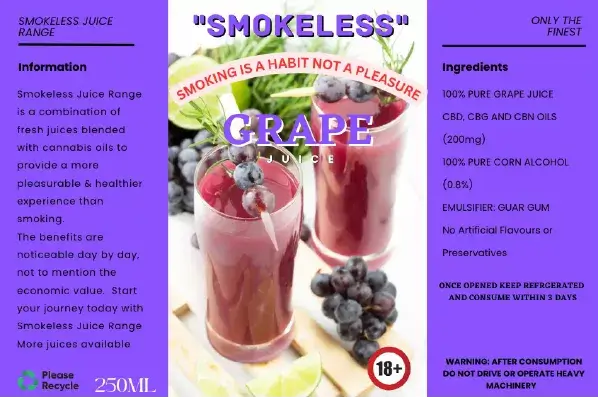 SMOKELESS JUICE
RANGE
Information
Smokeless Juice Range
is a combination of
fresh juices blended
with cannabis oils to
provide a more
pleasurable & healthier
experience than
smoking.
The benefits are
noticeable day by day,
not to mention the
economic value. Start
your journey today with
Smokeless Juice Range
More juices available
Please
Recycle
250ML
"SMOKELESS"
SMOKING IS A HABIT NOT A PLEASURE
GRAPE
JUICE
18+
ONLY THE
FINEST
Ingredients
100% PURE GRAPE JUICE
CBD, CBG AND CBN OILS
(200mg)
100% PURE CORN ALCOHOL
(0.8%)
EMULSIFIER: GUAR GUM
No Artificial Flavours or
Preservatives
ONCE OPENED KEEP REFRGERATED
AND CONSUME WITHIN 3 DAYS
WARNING: AFTER CONSUMPTION
DO NOT DRIVE OR OPERATE HEAVY
MACHINERY